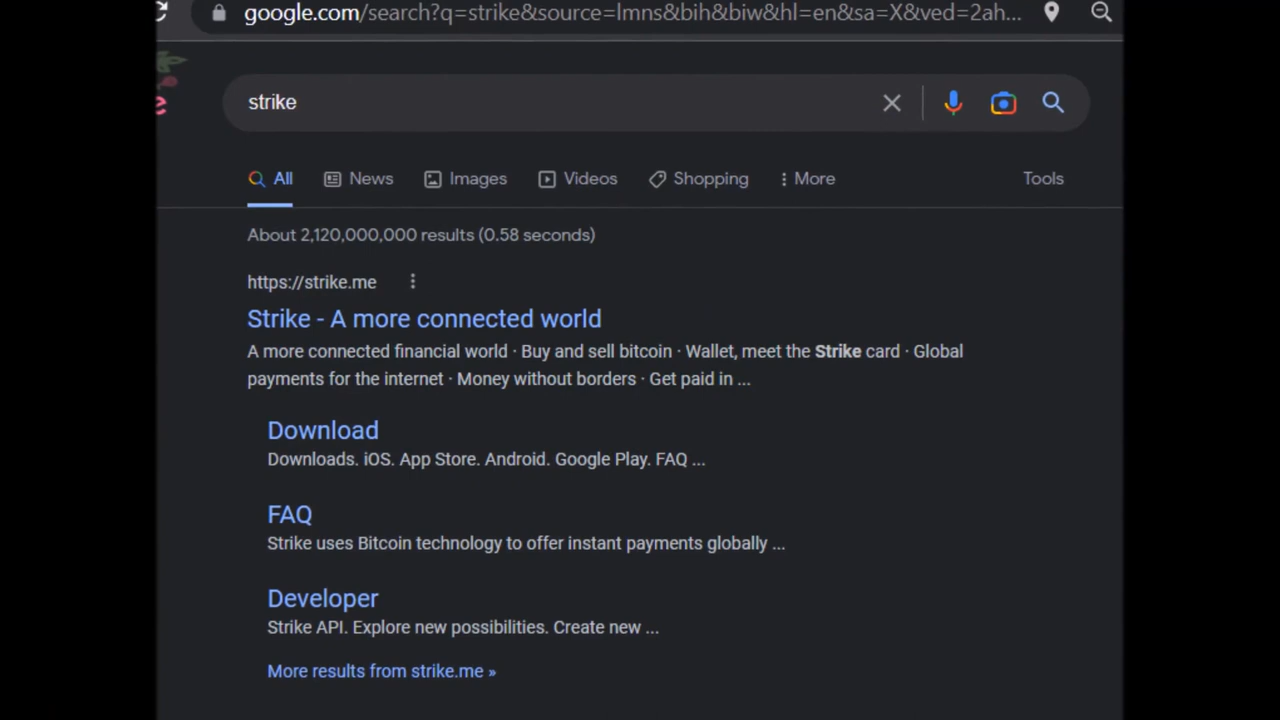 google.com/search?q=strike&source=lmns&bih&biw&hl=en&sa=X&ved=2ah...
e
strike
All News Images Videos Shopping More Tools
About 2,120,000,000 results (0.58 seconds)
https://strike.me
Strike - A more connected world
A more connected financial world · Buy and sell bitcoin · Wallet, meet the Strike card · Global
payments for the internet · Money without borders · Get paid in ...
Download
Downloads. iOS. App Store. Android. Google Play. FAQ ...
FAQ
Strike uses Bitcoin technology to offer instant payments globally ...
Developer
Strike API. Explore new possibilities. Create new ...
More results from strike.me »